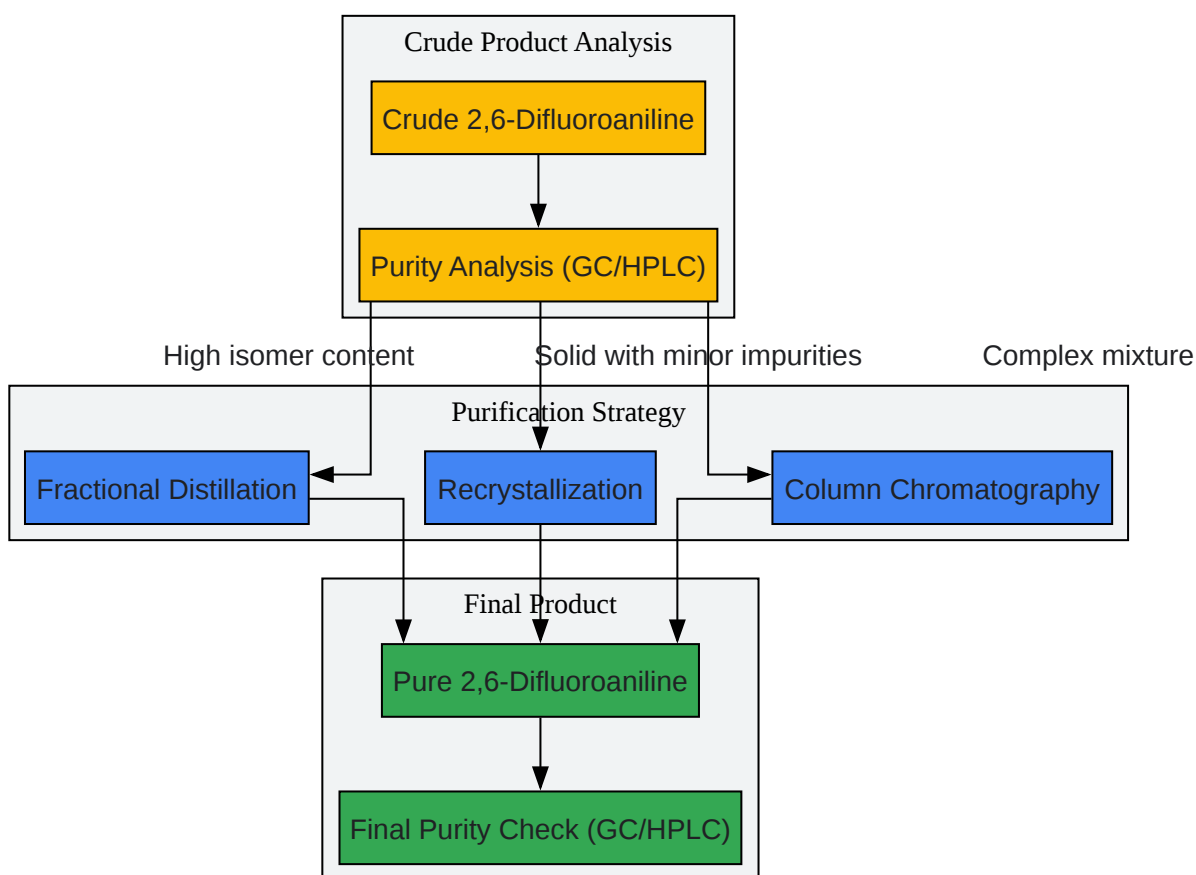 Crude Product Analysis
Crude 2,6-Difluoroaniline
Purity Analysis (GC/HPLC)
High isomer content
Solid with minor impurities
Complex mixture
Purification Strategy
Fractional Distillation
Recrystallization
Column Chromatography
Final Product
Pure 2,6-Difluoroaniline
Final Purity Check (GC/HPLC)